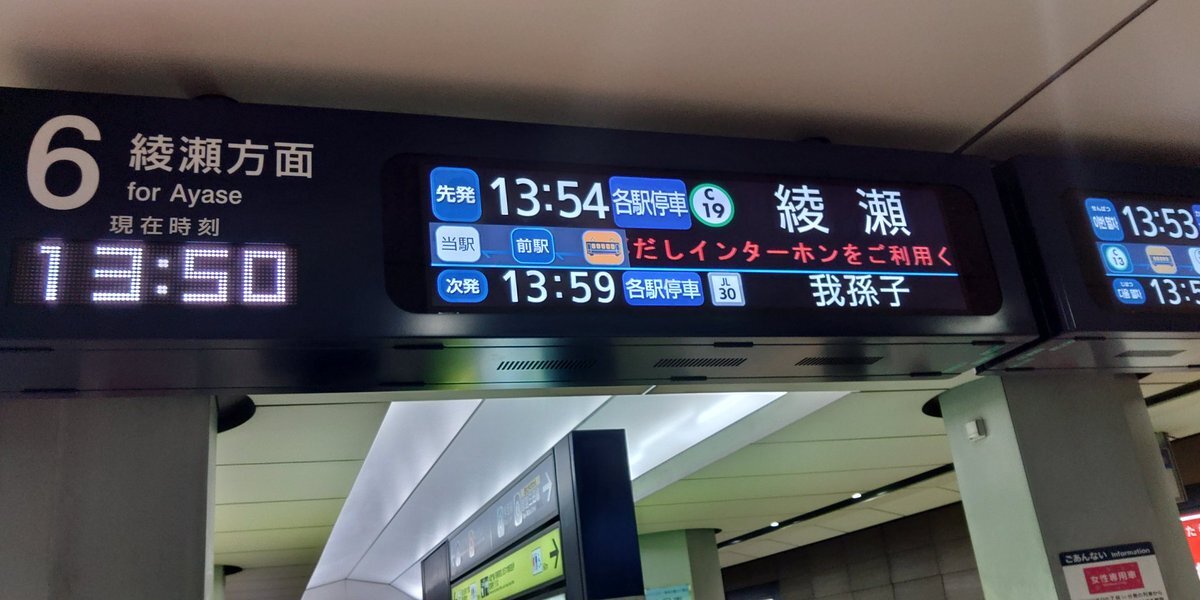 6 綾瀬方面
for Ayase
現在時刻
13:50
先発 13:54 各駅停車 C 19 綾瀬
当駅 前駅 だしインターホンをご利用く
次発 13:59 各駅停車 JL 30 我孫子
13:53
C 13
13:5
ごあんない Information
女性専用車